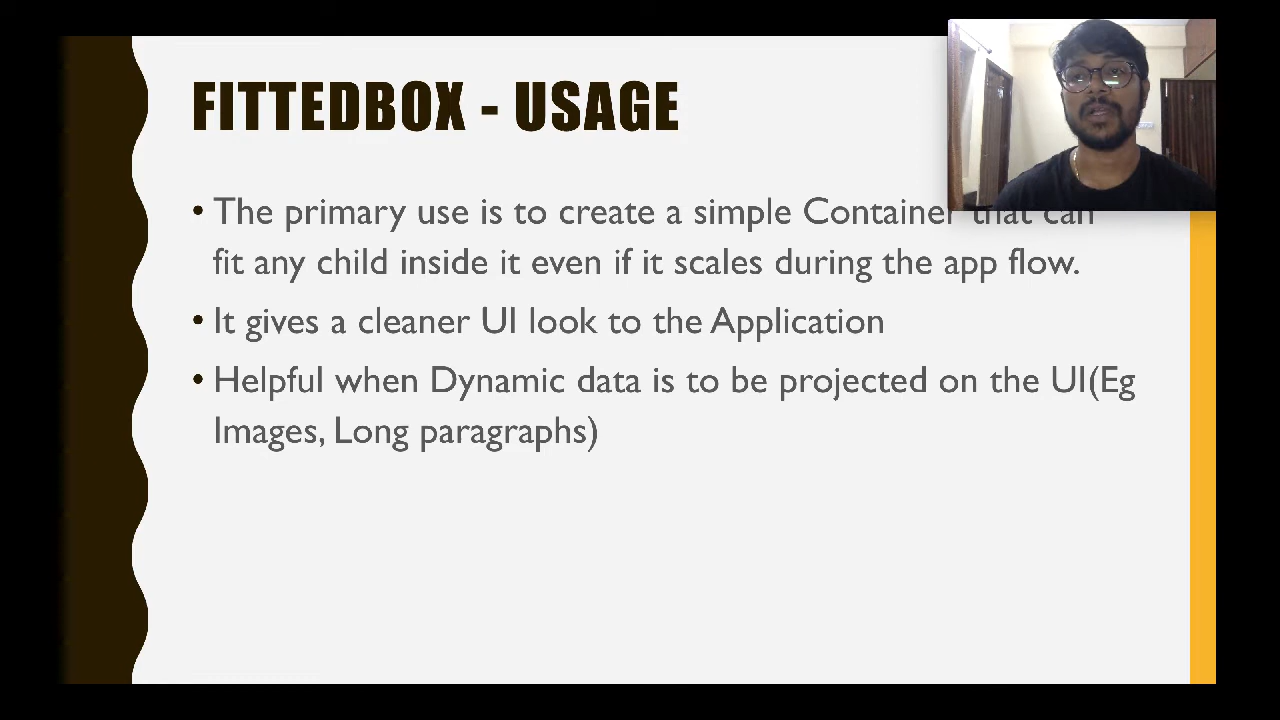 FITTEDBOX - USAGE
• The primary use is to create a simple Container that can
fit any child inside it even if it scales during the app flow.
• It gives a cleaner UI look to the Application
• Helpful when Dynamic data is to be projected on the UI(Eg
Images, Long paragraphs)